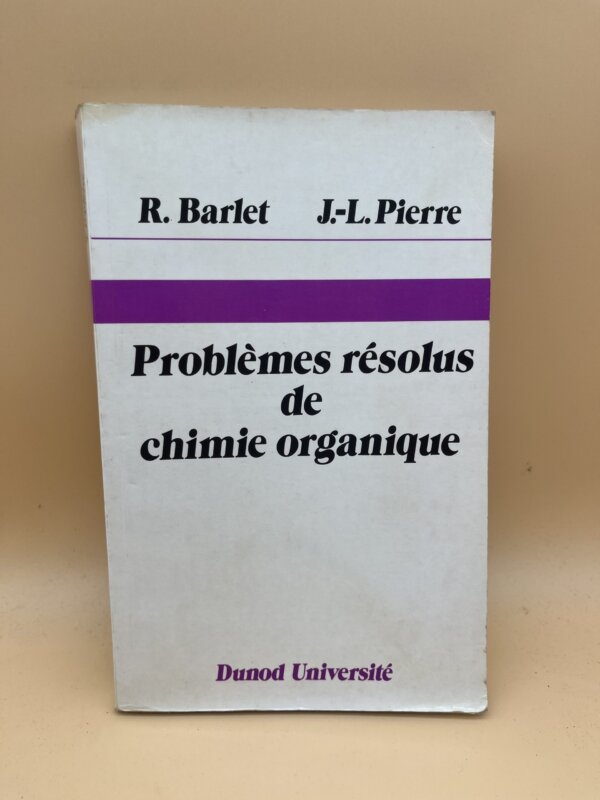 R. Barlet J.-L. Pierre
Problèmes résolus
de
chimie organique
Dunod Université